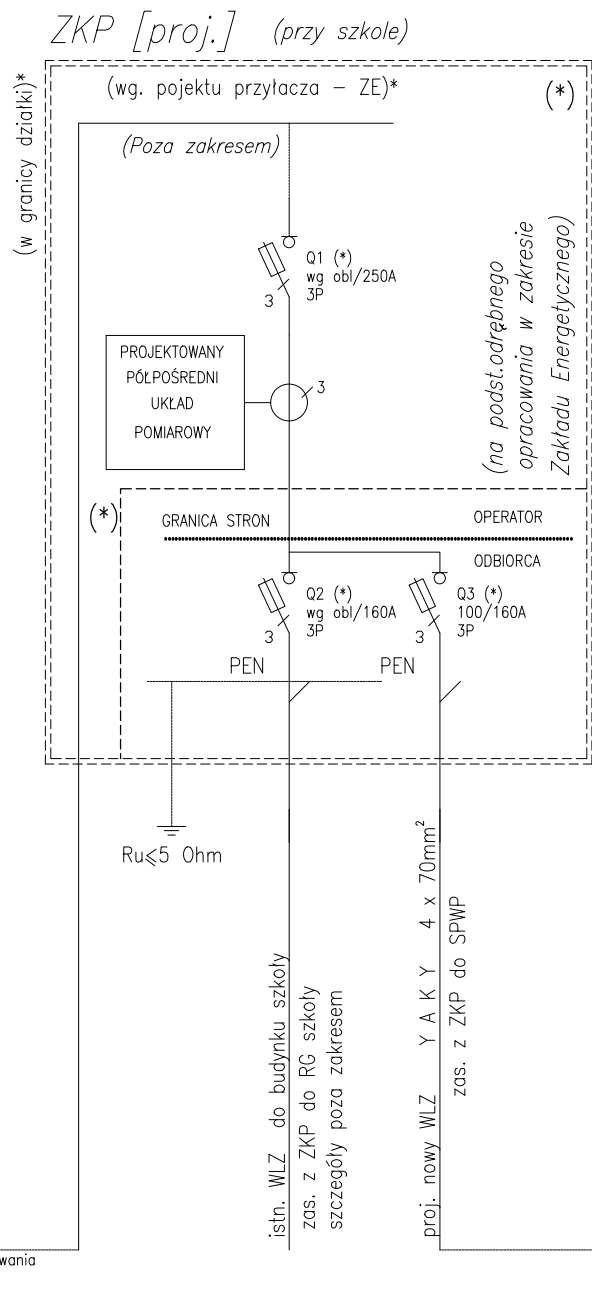 ZKP [proj.] (przy szkole)
(w granicy działki)*
(wg. pojektu przyłacza – ZE)*
(*)
(Poza zakresem)
Q1 (*)
wg obl/250A
3P
3
(na podst.odrębnego
opracowania w zakresie
Zakładu Energetycznego)
PROJEKTOWANY
PÓŁPOŚREDNI
UKŁAD
POMIAROWY
3
(*)
GRANICA STRON
OPERATOR
ODBIORCA
Q2 (*)
wg obl/160A
3P
3
Q3 (*)
100/160A
3P
3
PEN
PEN
Ru≤5 Ohm
istn. WLZ do budynku szkoły
zas. z ZKP do RG szkoły
szczegóły poza zakresem
proj. nowy WLZ Y A K Y 4 x 70mm²
zas. z ZKP do SPWP
wania